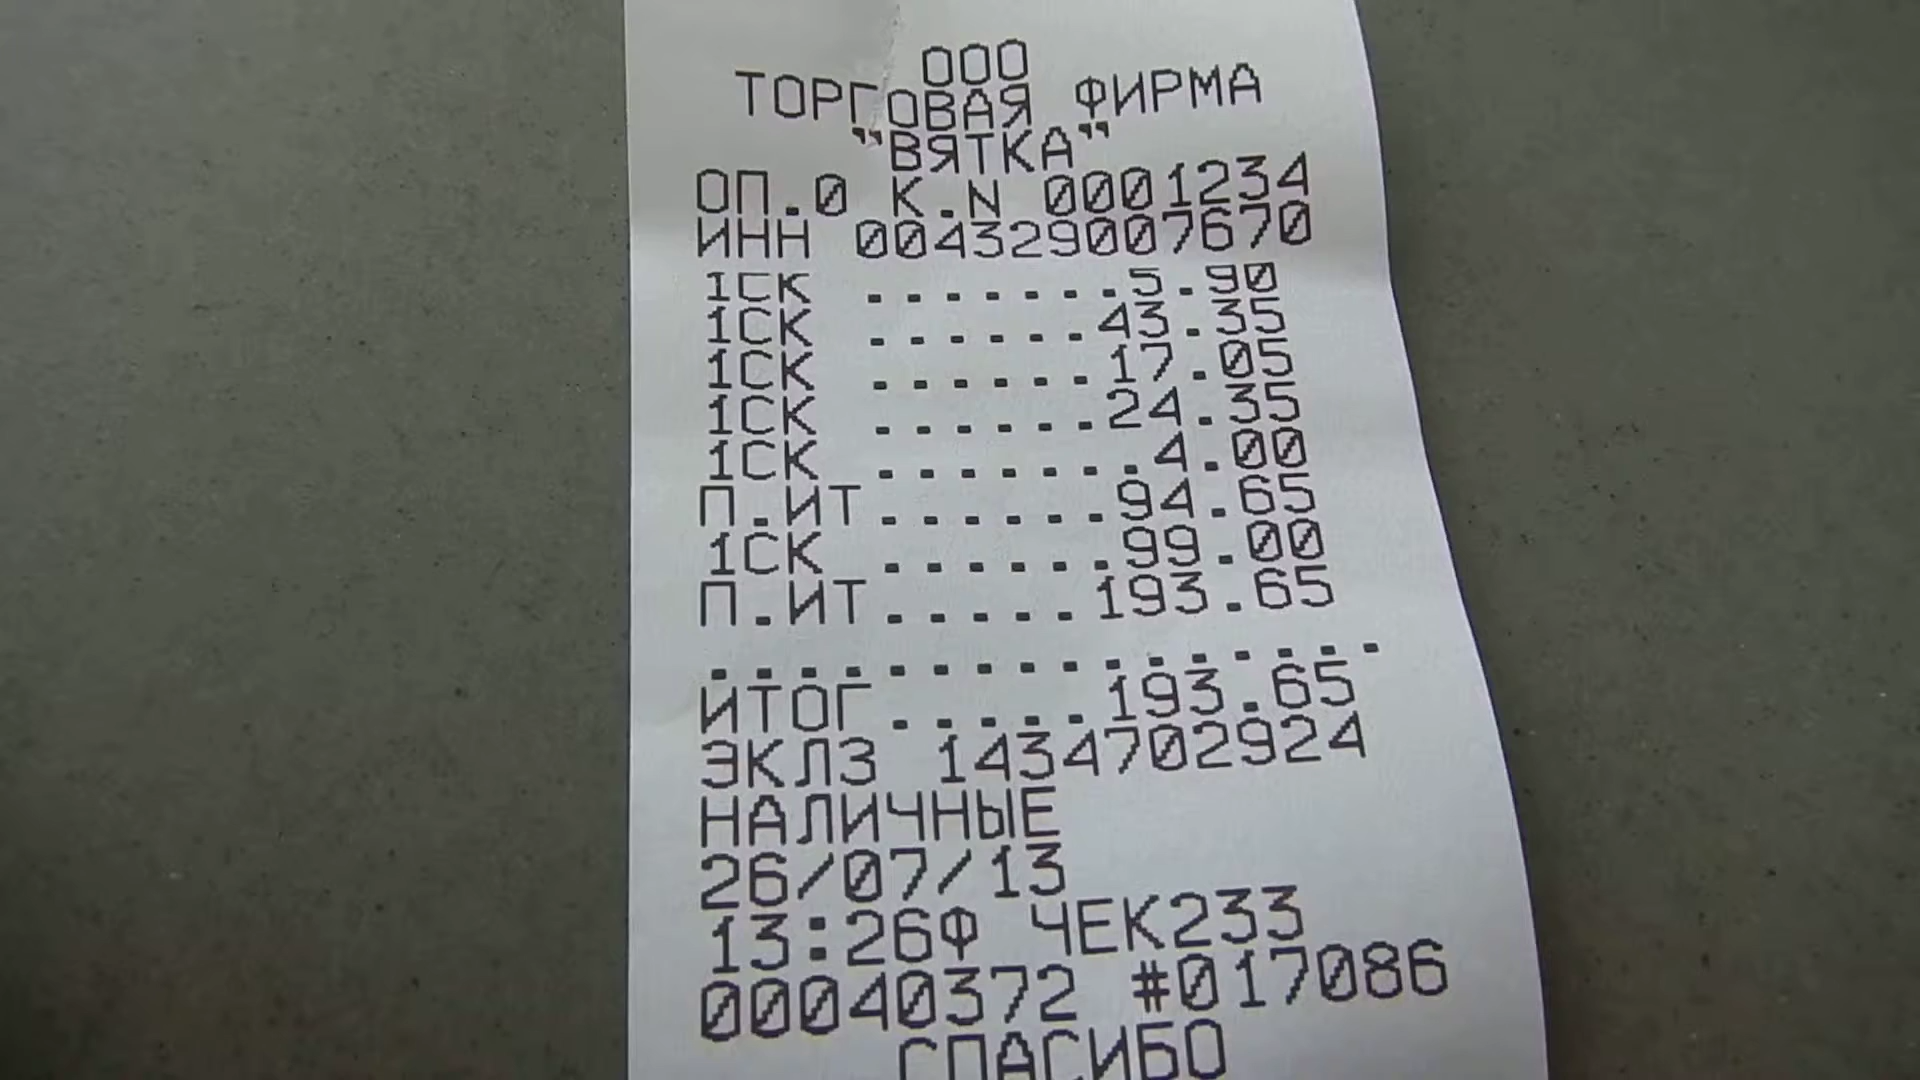 ООО
ТОРГОВАЯ ФИРМА
"ВЯТКА"
ОП.0 К.N 0001234
ИНН 004329007670
1СК .......5.90
1СК ......43.35
1СК ......17.05
1СК ......24.35
1СК .......4.00
П.ИТ......94.65
1СК ......99.00
П.ИТ.....193.65
................
ИТОГ.....193.65
ЭКЛЗ 1434702924
НАЛИЧНЫЕ
26/07/13
13:26Ф ЧЕК233
00040372 #017086
СПАСИБО